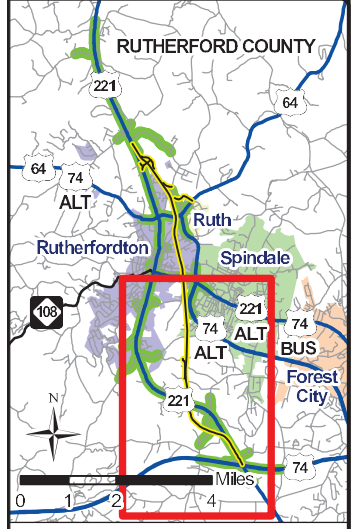 RUTHERFORD COUNTY
221
64
64
74
ALT
Ruth
Rutherfordton
Spindale
108
221
ALT
74
BUS
74
ALT
Forest
City
221
N
74
Miles
0 1 2 4